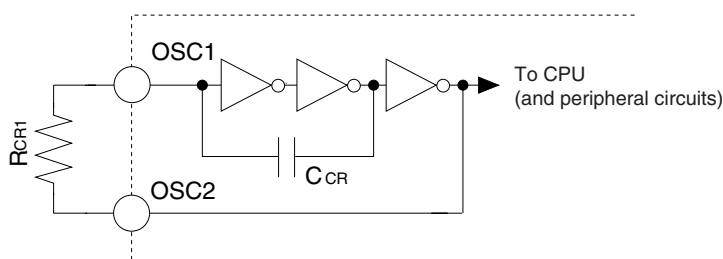 OSC1
To CPU
(and peripheral circuits)
RCR1
CCR
OSC2